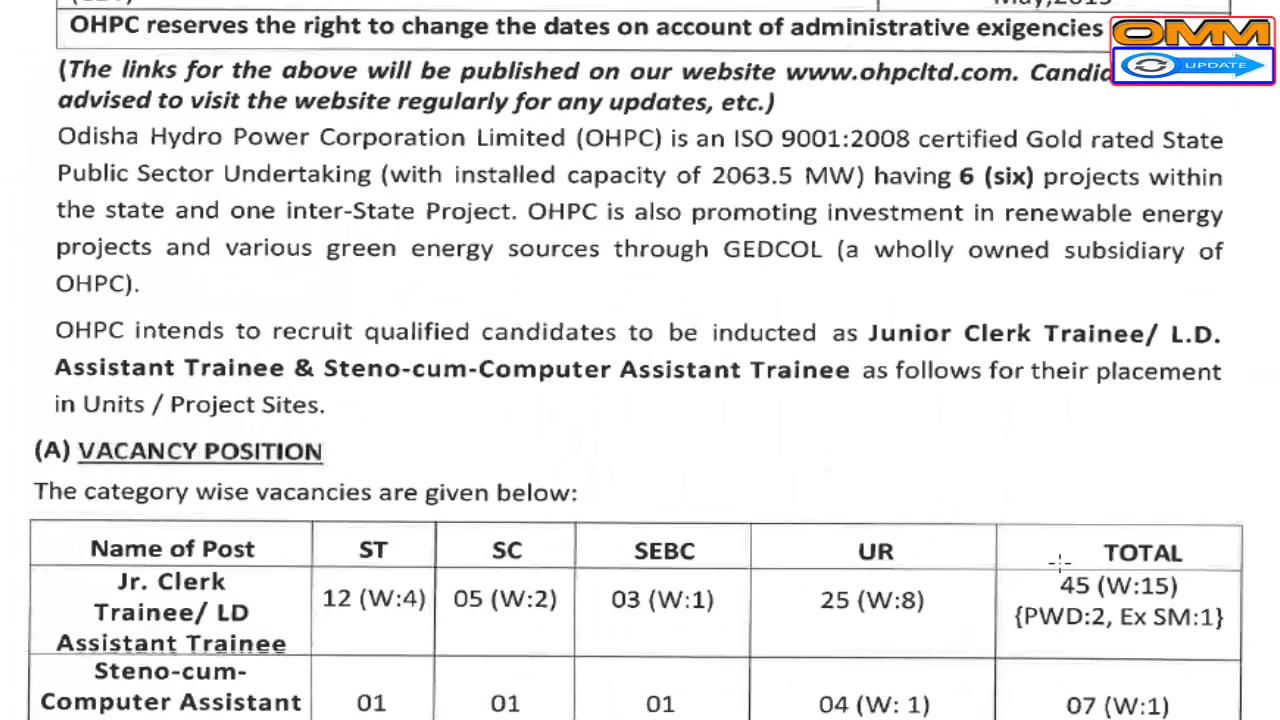 OHPC reserves the right to change the dates on account of administrative exigencies
OMM
UPDATE
(The links for the above will be published on our website www.ohpcltd.com.
advised to visit the website regularly for any updates, etc.)
Odisha Hydro Power Corporation Limited (OHPC) is an ISO 9001:2008 certified Gold rated State
Public Sector Undertaking (with installed capacity of 2063.5 MW) having 6 (six) projects within
the state and one inter-State Project. OHPC is also promoting investment in renewable energy
projects and various green energy sources through GEDCOL (a wholly owned subsidiary of
OHPC).
OHPC intends to recruit qualified candidates to be inducted as Junior Clerk Trainee/ L.D.
Assistant Trainee & Steno-cum-Computer Assistant Trainee as follows for their placement
in Units / Project Sites.
(A) VACANCY POSITION
The category wise vacancies are given below:
Name of Post ST SC SEBC UR TOTAL
Jr. Clerk
Trainee/ LD
Assistant Trainee
12 (W:4) 05 (W:2) 03 (W:1) 25 (W:8) 45 (W:15)
{PWD:2, Ex SM:1}
Steno-cum-
Computer Assistant 01 01 01 04 (W: 1) 07 (W:1)